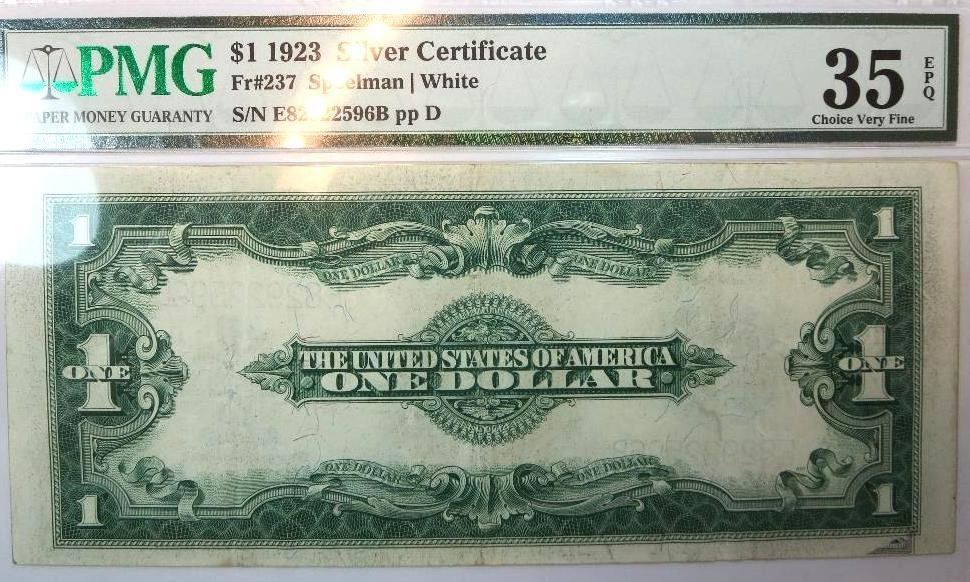 PMG
PAPER MONEY GUARANTY
$1 1923 Silver Certificate
Fr#237 Speelman | White
pp D
35
EPQ
Choice Very Fine
1
1
ONE DOLLAR
ONE DOLLAR
THE UNITED STATES OF AMERICA
ONE DOLLAR
1
ONE
1
ONE
ONE DOLLAR
ONE DOLLAR
1
1